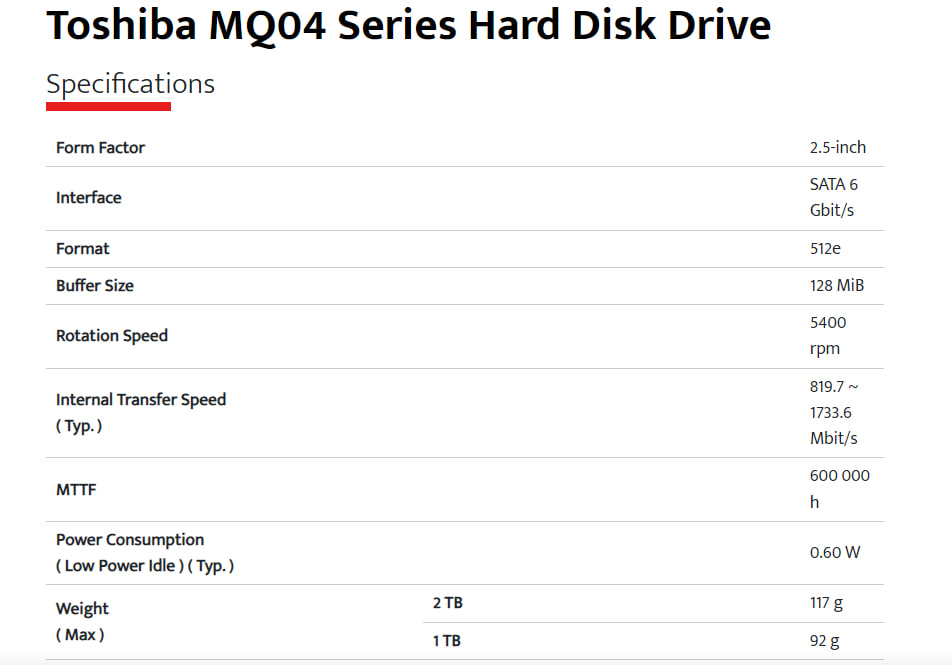 Toshiba MQ04 Series Hard Disk Drive
Specifications
Form Factor
2.5-inch
Interface
SATA 6
Gbit/s
Format
512e
Buffer Size
128 MiB
Rotation Speed
5400
rpm
Internal Transfer Speed
( Typ. )
819.7 ~
1733.6
Mbit/s
MTTF
600 000
h
Power Consumption
( Low Power Idle ) ( Typ. )
0.60 W
Weight
( Max )
2 TB
117 g
1 TB
92 g